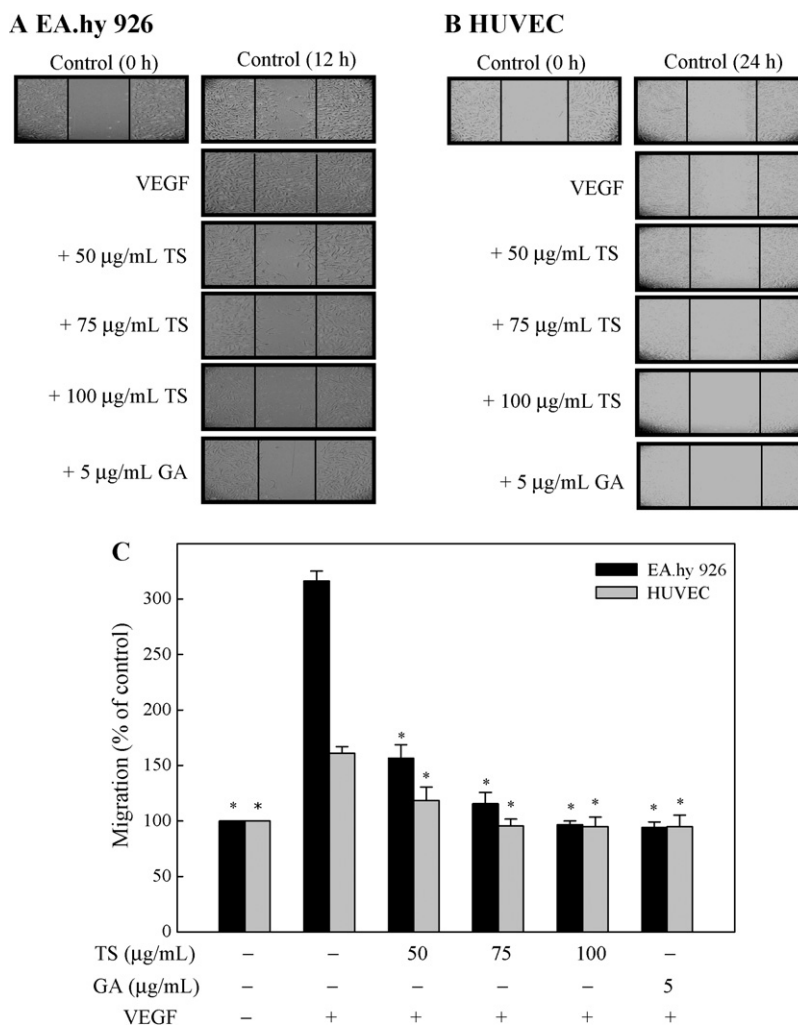 A EA.hy 926
Control (0 h)
Control (12 h)
VEGF
+ 50 μg/mL TS
+ 75 μg/mL TS
+ 100 μg/mL TS
+ 5 μg/mL GA
B HUVEC
Control (0 h)
Control (24 h)
VEGF
+ 50 μg/mL TS
+ 75 μg/mL TS
+ 100 μg/mL TS
+ 5 μg/mL GA
C
EA.hy 926
HUVEC
Migration (% of control)
300
250
200
150
100
50
0
* * * * * * * * * *
TS (μg/mL) – – 50 75 100 –
GA (μg/mL) – – – – – 5
VEGF – + + + + +